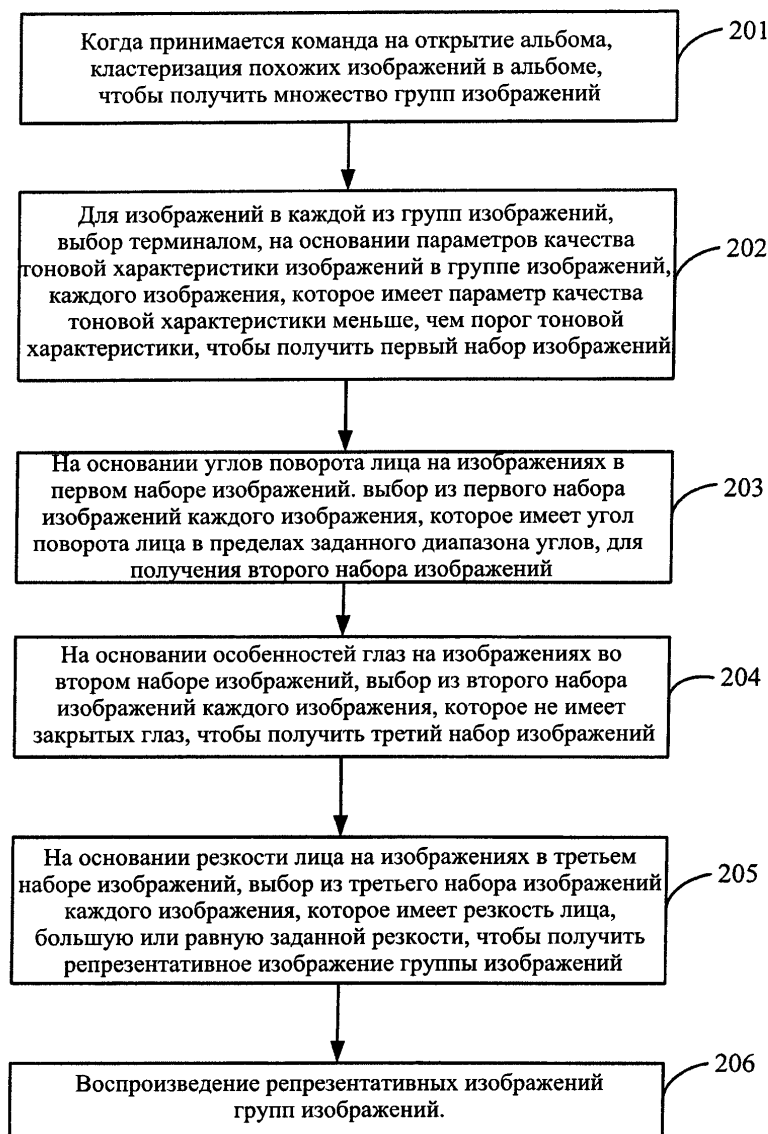 Когда принимается команда на открытие альбома,
кластеризация похожих изображений в альбоме,
чтобы получить множество групп изображений
201
Для изображений в каждой из групп изображений,
выбор терминалом, на основании параметров качества
тоновой характеристики изображений в группе изображений,
каждого изображения, которое имеет параметр качества
тоновой характеристики меньше, чем порог тоновой
характеристики, чтобы получить первый набор изображений
202
На основании углов поворота лица на изображениях в
первом наборе изображений. выбор из первого набора
изображений каждого изображения, которое имеет угол
поворота лица в пределах заданного диапазона углов, для
получения второго набора изображений
203
На основании особенностей глаз на изображениях во
втором наборе изображений, выбор из второго набора
изображений каждого изображения, которое не имеет
закрытых глаз, чтобы получить третий набор изображений
204
На основании резкости лица на изображениях в третьем
наборе изображений, выбор из третьего набора изображений
каждого изображения, которое имеет резкость лица,
большую или равную заданной резкости, чтобы получить
репрезентативное изображение группы изображений
205
Воспроизведение репрезентативных изображений
групп изображений.
206